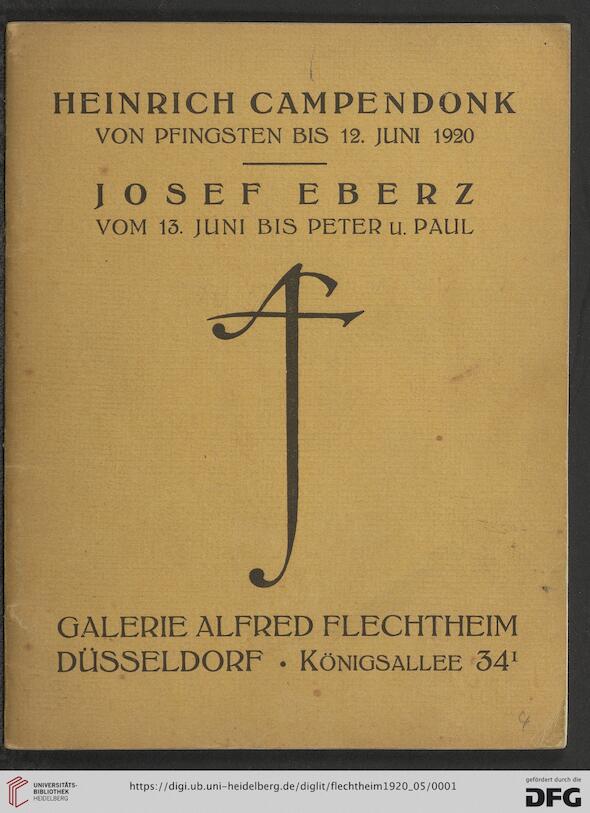 HEINRICH CAMPENDONK
VON PFINGSTEN BIS 12. JUNI 1920
JOSEF EBERZ
VOM 13. JUNI BIS PETER u. PAUL
AF
GALERIE ALFRED FLECHTHEIM
DÜSSELDORF • KÖNIGSALLEE 34ᴵ
4
UNIVERSITÄTS-
BIBLIOTHEK
HEIDELBERG
https://digi.ub.uni-heidelberg.de/diglit/flechtheim1920_05/0001
gefördert durch die
DFG